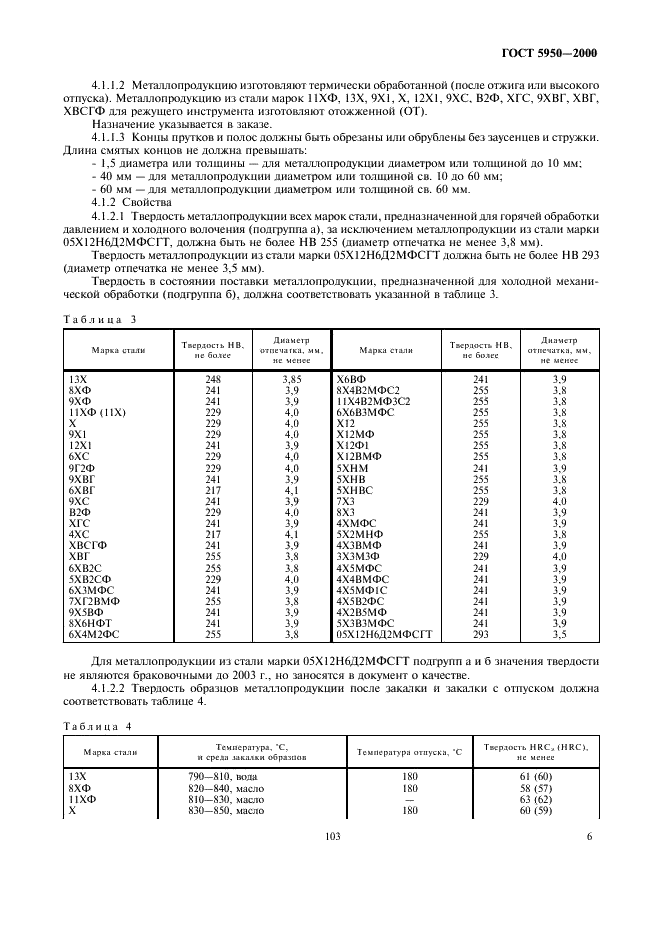 ГОСТ 5950—2000
4.1.1.2 Металлопродукцию изготовляют термически обработанной (после отжига или высокого
отпуска). Металлопродукцию из стали марок 11ХФ, 13Х, 9Х1, Х, 12Х1, 9ХС, В2Ф, ХГС, 9ХВГ, ХВГ,
ХВСГФ для режущего инструмента изготовляют отожженной (ОТ).
Назначение указывается в заказе.
4.1.1.3 Концы прутков и полос должны быть обрезаны или обрублены без заусенцев и стружки.
Длина смятых концов не должна превышать:
- 1,5 диаметра или толщины — для металлопродукции диаметром или толщиной до 10 мм;
- 40 мм — для металлопродукции диаметром или толщиной св. 10 до 60 мм;
- 60 мм — для металлопродукции диаметром или толщиной св. 60 мм.
4.1.2 Свойства
4.1.2.1 Твердость металлопродукции всех марок стали, предназначенной для горячей обработки
давлением и холодного волочения (подгруппа а), за исключением металлопродукции из стали марки
05Х12Н6Д2МФСГТ, должна быть не более НВ 255 (диаметр отпечатка не менее 3,8 мм).
Твердость металлопродукции из стали марки 05Х12Н6Д2МФСГТ должна быть не более НВ 293
(диаметр отпечатка не менее 3,5 мм).
Твердость в состоянии поставки металлопродукции, предназначенной для холодной механи-
ческой обработки (подгруппа б), должна соответствовать указанной в таблице 3.
Таблица 3
Марка стали Твердость НВ, не более Диаметр отпечатка, мм, не менее Марка стали Твердость НВ, не более Диаметр отпечатка, мм, не менее
13Х 248 3,85 Х6ВФ 241 3,9
8ХФ 241 3,9 8Х4В2МФС2 255 3,8
9ХФ 241 3,9 11Х4В2МФ3С2 255 3,8
11ХФ (11Х) 229 4,0 6Х6В3МФС 255 3,8
Х 229 4,0 Х12 255 3,8
9Х1 229 4,0 Х12МФ 255 3,8
12Х1 241 3,9 Х12Ф1 255 3,8
6ХС 229 4,0 Х12ВМФ 255 3,8
9Г2Ф 229 4,0 5ХНМ 241 3,9
9ХВГ 241 3,9 5ХНВ 255 3,8
6ХВГ 217 4,1 5ХНВС 255 3,8
9ХС 241 3,9 7Х3 229 4,0
В2Ф 229 4,0 8Х3 241 3,9
ХГС 241 3,9 4ХМФС 241 3,9
4ХС 217 4,1 5Х2МНФ 255 3,8
ХВСГФ 241 3,9 4Х3ВМФ 241 3,9
ХВГ 255 3,8 3Х3М3Ф 229 4,0
6ХВ2С 255 3,8 4Х5МФС 241 3,9
5ХВ2СФ 229 4,0 4Х4ВМФС 241 3,9
6Х3МФС 241 3,9 4Х5МФ1С 241 3,9
7ХГ2ВМФ 255 3,8 4Х5В2ФС 241 3,9
9Х5ВФ 241 3,9 4Х2В5МФ 241 3,9
8Х6НФТ 241 3,9 5Х3В3МФС 241 3,9
6Х4М2ФС 255 3,8 05Х12Н6Д2МФСГТ 293 3,5
Для металлопродукции из стали марки 05Х12Н6Д2МФСГТ подгрупп а и б значения твердости
не являются браковочными до 2003 г., но заносятся в документ о качестве.
4.1.2.2 Твердость образцов металлопродукции после закалки и закалки с отпуском должна
соответствовать таблице 4.
Таблица 4
Марка стали Температура, °С, и среда закалки образцов Температура отпуска, °С Твердость HRCэ (HRC), не менее
13Х 790—810, вода 180 61 (60)
8ХФ 820—840, масло 180 58 (57)
11ХФ 810—830, масло — 63 (62)
Х 830—850, масло 180 60 (59)
103 6